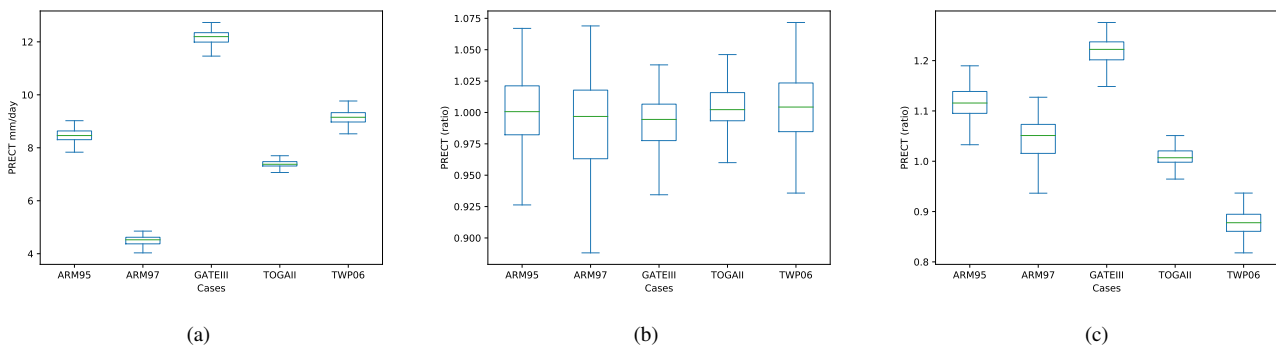 PRECT mm/day
12
10
8
6
4
ARM95 ARM97 GATEIII TOGAII TWP06
Cases
(a)
PRECT (ratio)
1.075
1.050
1.025
1.000
0.975
0.950
0.925
0.900
ARM95 ARM97 GATEIII TOGAII TWP06
Cases
(b)
PRECT (ratio)
1.2
1.1
1.0
0.9
0.8
ARM95 ARM97 GATEIII TOGAII TWP06
Cases
(c)